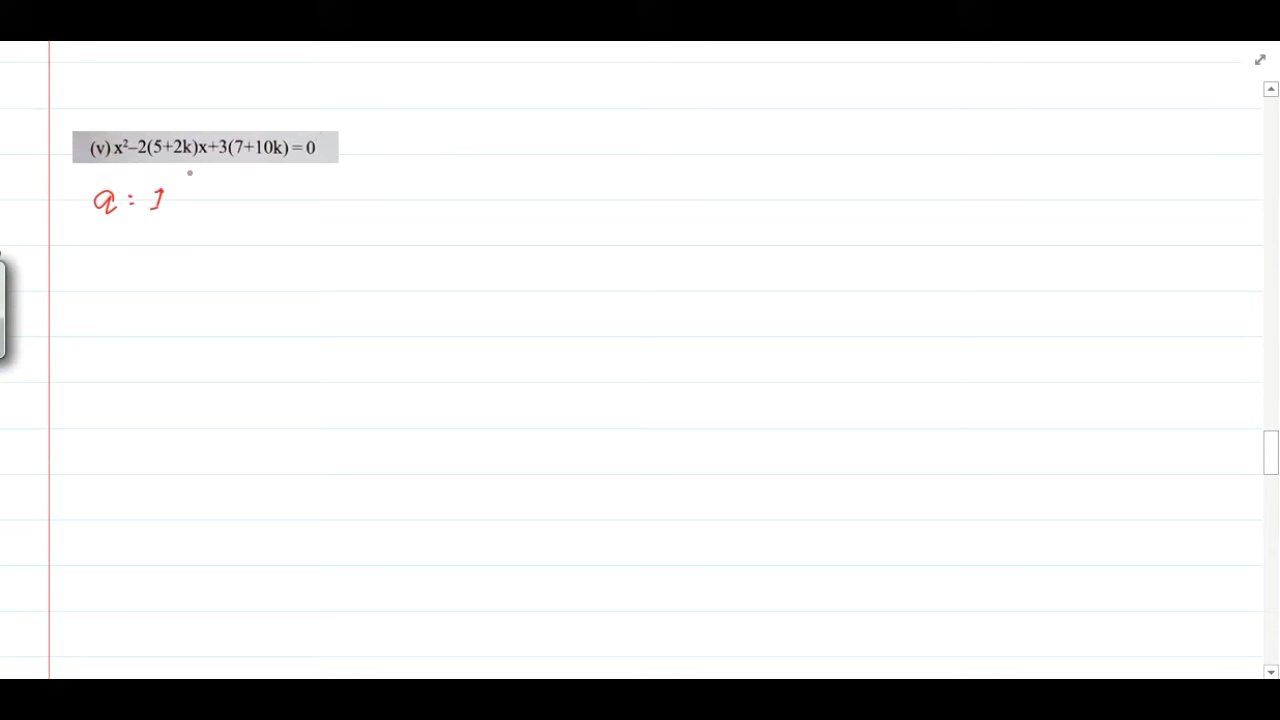 (v) x²–2(5+2k)x+3(7+10k) = 0
a = 1